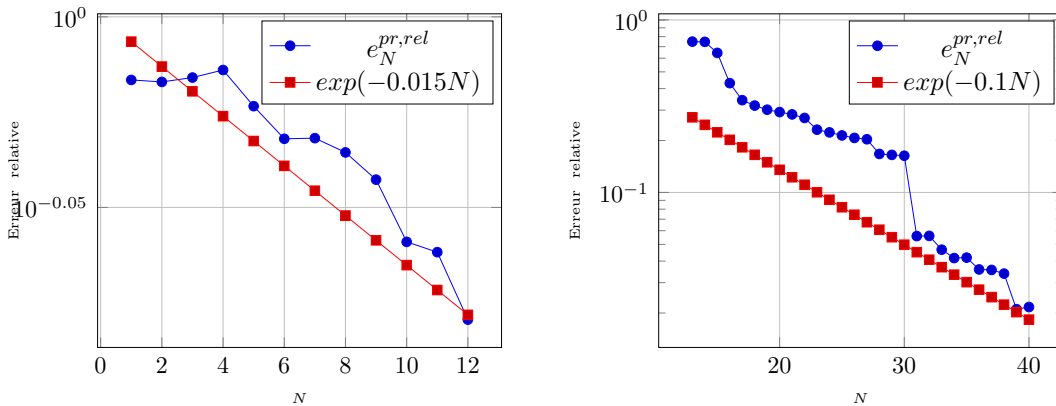 10^0
10^-0.05
Erreur relative
e_N^{pr,rel}
exp(−0.015N)
0 2 4 6 8 10 12
N
10^0
10^-1
Erreur relative
e_N^{pr,rel}
exp(−0.1N)
20 30 40
N